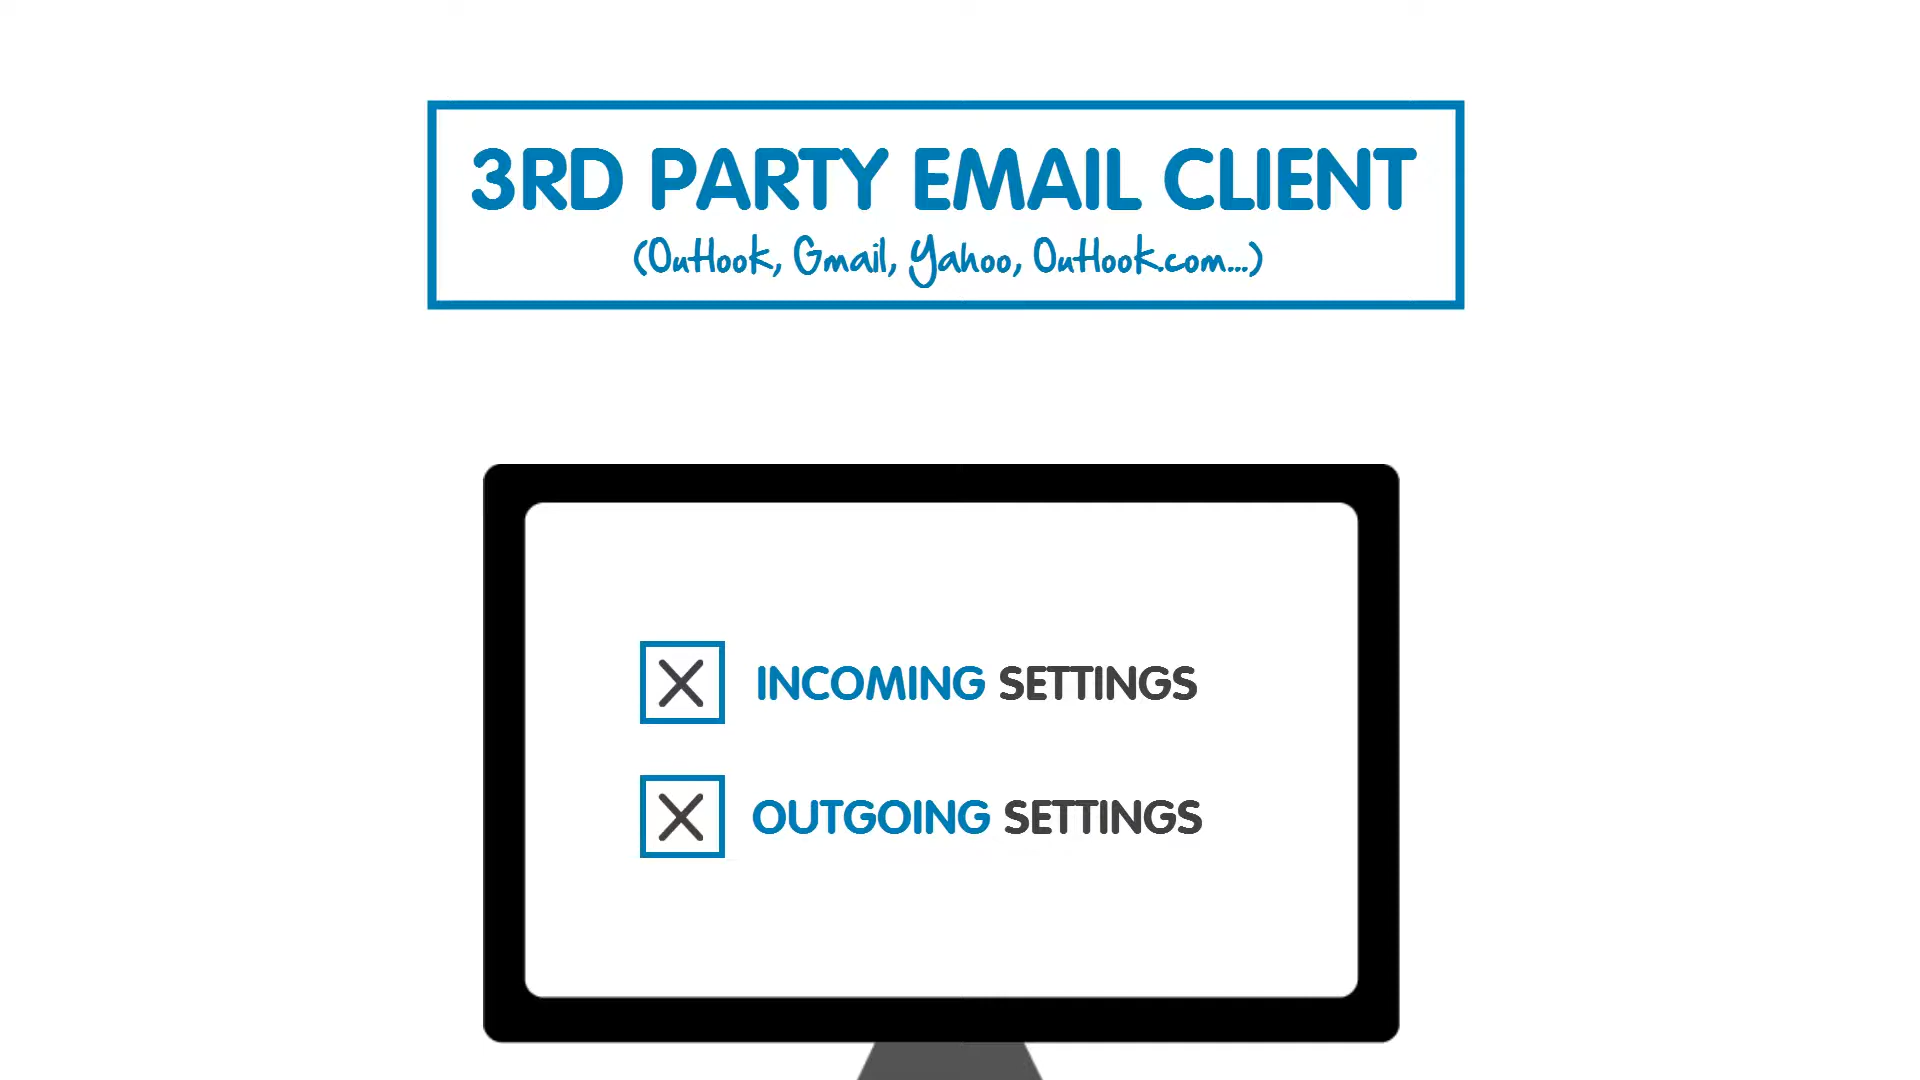 3RD PARTY EMAIL CLIENT
(Outlook, Gmail, Yahoo, Outlook.com...)
INCOMING SETTINGS
OUTGOING SETTINGS